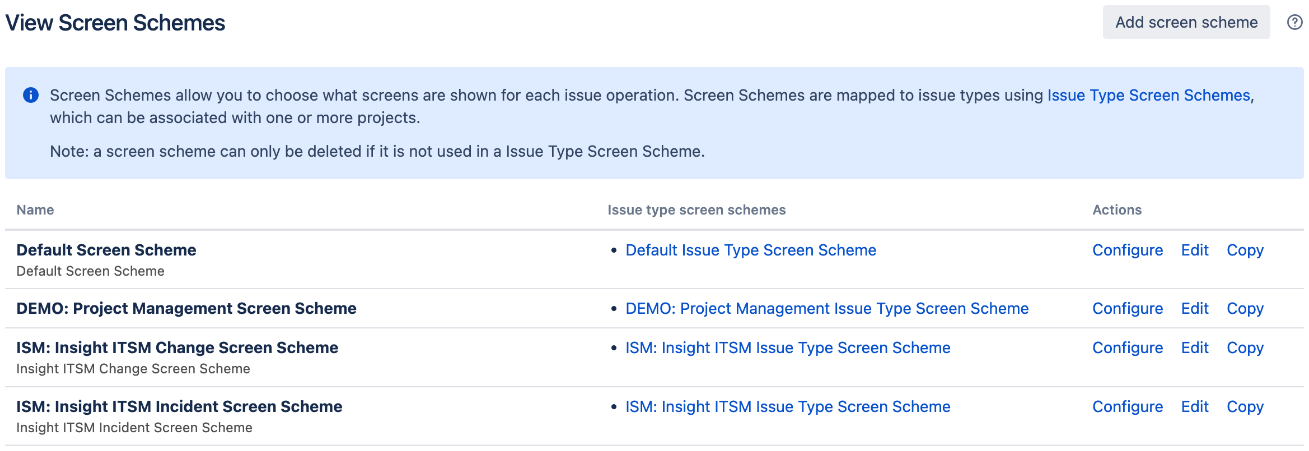 View Screen Schemes
Add screen scheme
Screen Schemes allow you to choose what screens are shown for each issue operation. Screen Schemes are mapped to issue types using Issue Type Screen Schemes,
which can be associated with one or more projects.
Note: a screen scheme can only be deleted if it is not used in a Issue Type Screen Scheme.
Name Issue type screen schemes Actions
Default Screen Scheme • Default Issue Type Screen Scheme Configure Edit Copy
Default Screen Scheme
DEMO: Project Management Screen Scheme • DEMO: Project Management Issue Type Screen Scheme Configure Edit Copy
ISM: Insight ITSM Change Screen Scheme • ISM: Insight ITSM Issue Type Screen Scheme Configure Edit Copy
Insight ITSM Change Screen Scheme
ISM: Insight ITSM Incident Screen Scheme • ISM: Insight ITSM Issue Type Screen Scheme Configure Edit Copy
Insight ITSM Incident Screen Scheme